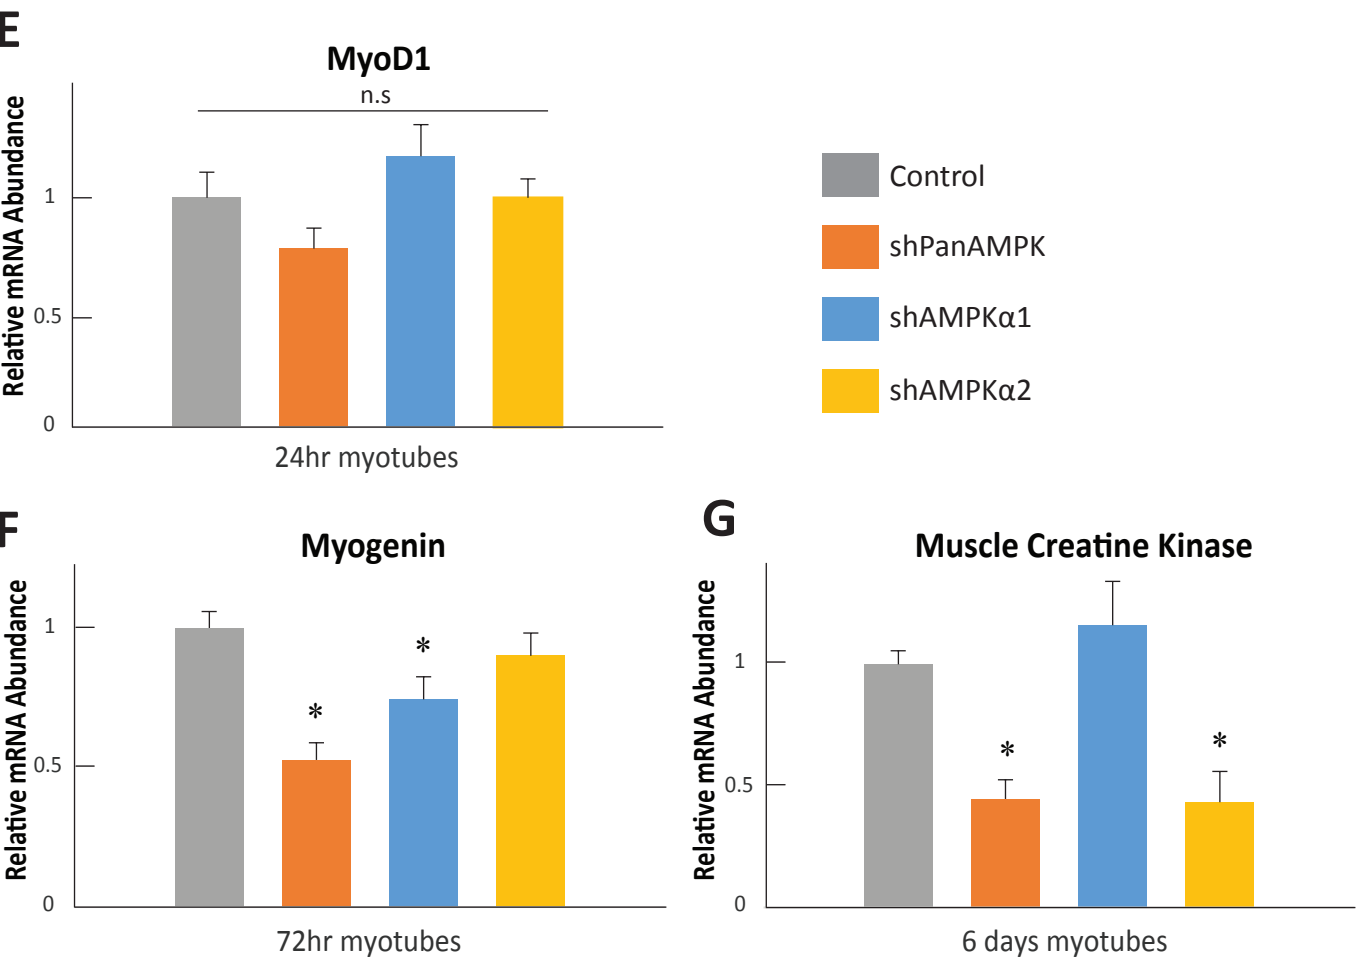 E
MyoD1
n.s
Relative mRNA Abundance
1
0.5
0
24hr myotubes
Control
shPanAMPK
shAMPKα1
shAMPKα2
F
Myogenin
Relative mRNA Abundance
1
0.5
0
*
*
72hr myotubes
G
Muscle Creatine Kinase
Relative mRNA Abundance
1
0.5
0
*
*
6 days myotubes